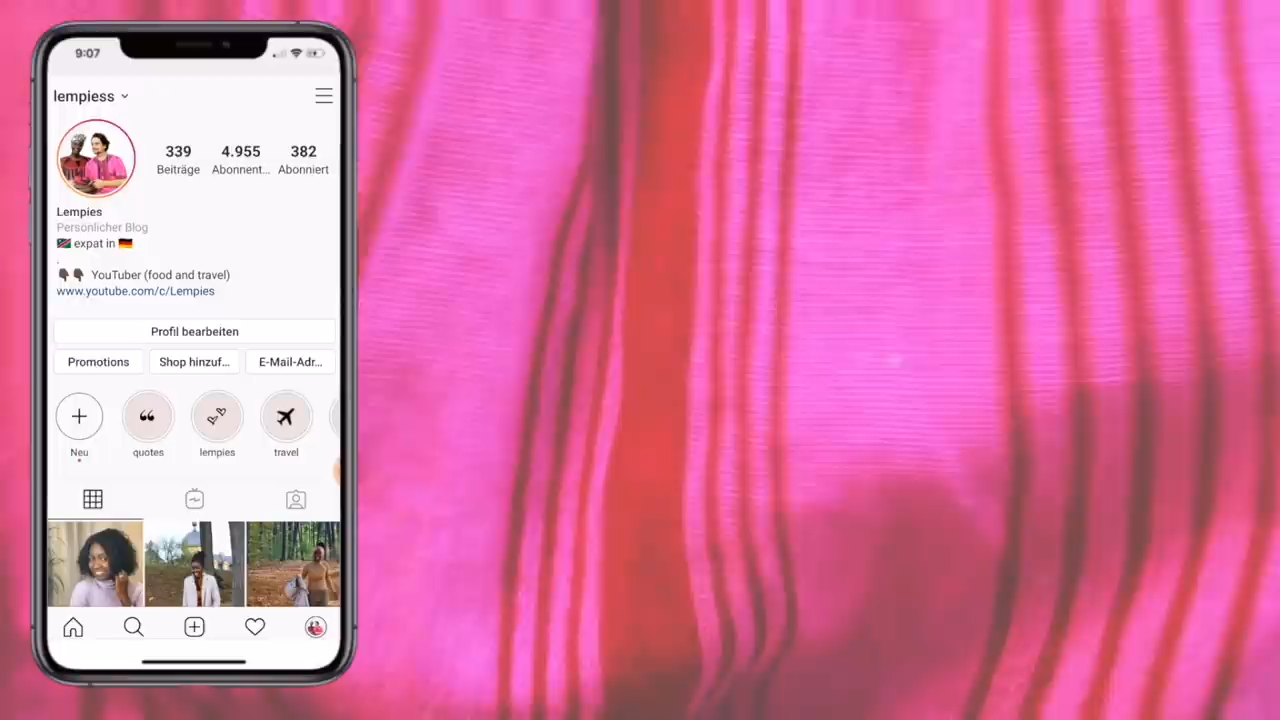 9:07
lempiess
339 4.955 382
Beiträge Abonnent... Abonniert
Lempies
Persönlicher Blog
🇳🇦 expat in 🇩🇪
.
👇🏿👇🏿 YouTuber (food and travel)
www.youtube.com/c/Lempies
Profil bearbeiten
Promotions Shop hinzuf... E-Mail-Adr...
Neu quotes lempies travel